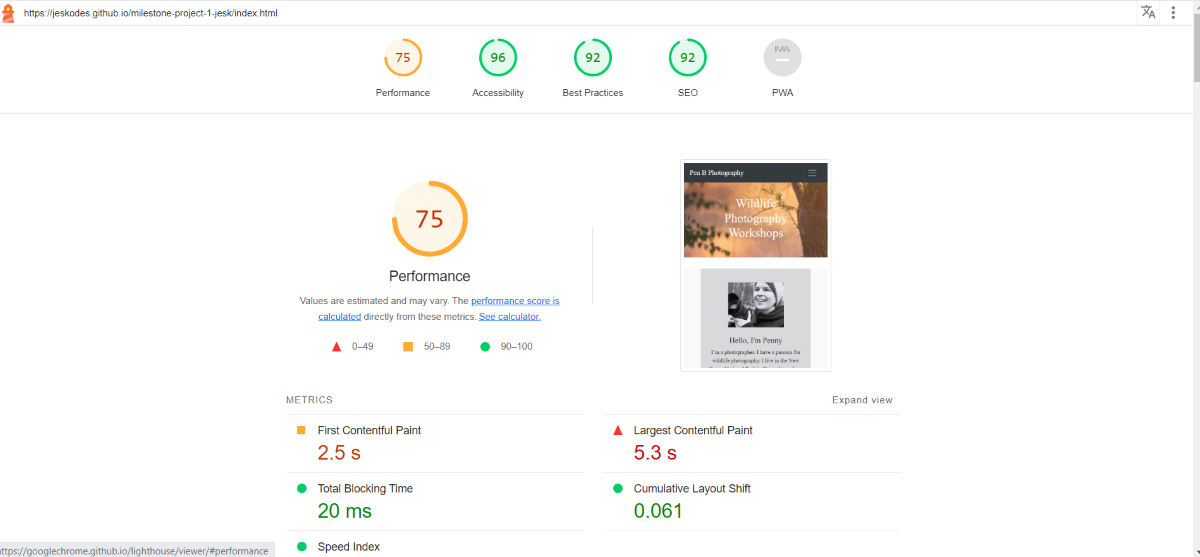 https://jeskodes.github.io/milestone-project-1-jesk/index.html
75
96
92
92
PWA
Performance
Accessibility
Best Practices
SEO
PWA
75
Performance
Values are estimated and may vary. The performance score is
calculated directly from these metrics. See calculator.
0–49
50–89
90–100
Pen B Photography
Wildlife
Photography
Workshops
Hello, I'm Penny
I'm a photographer. I have a passion for
wildlife photography. I live in the New
METRICS
Expand view
First Contentful Paint
2.5 s
Largest Contentful Paint
5.3 s
Total Blocking Time
20 ms
Cumulative Layout Shift
0.061
Speed Index
https://googlechrome.github.io/lighthouse/viewer/#performance